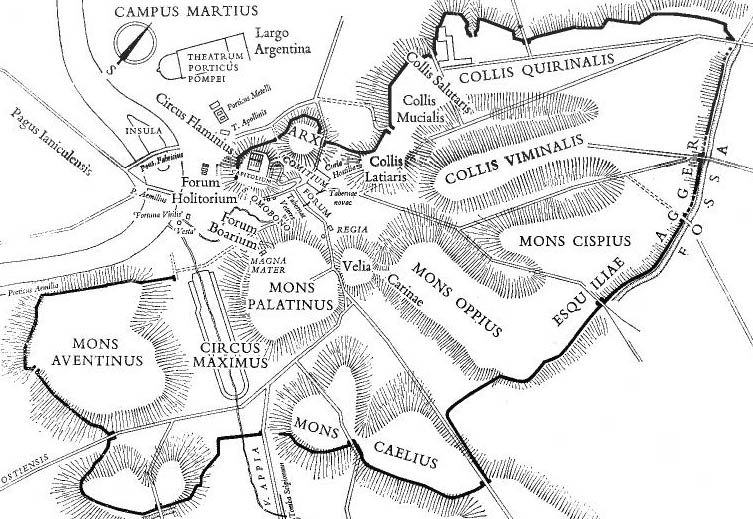 CAMPUS MARTIUS
S
Largo
Argentina
THEATRUM
PORTICUS
POMPEI
Porticus Metelli
T. Apollinis
Circus Flaminius
Pagus Ianiculensis
INSULA
Pons Fabricius
P. Aemilius
Forum
Holitorium
'Fortuna Virilis'
'Vesta'
Forum
Boarium
S. OMOBONO
CAPITOLIUM
ARX
COMITIUM
Curia
Hostilia
Tabernae
novae
Tabernae
Veteres
FORUM
REGIA
MAGNA
MATER
Velia
Carinae
MONS
PALATINUS
CIRCUS
MAXIMUS
Porticus Aemilia
MONS
AVENTINUS
OSTIENSIS
V. APPIA
MONS
CAELIUS
MONS OPPIUS
MONS CISPIUS
ESQUILIAE
AGGER
FOSSA
COLLIS VIMINALIS
COLLIS QUIRINALIS
Collis Salutaris
Collis
Mucialis
Collis
Latiaris